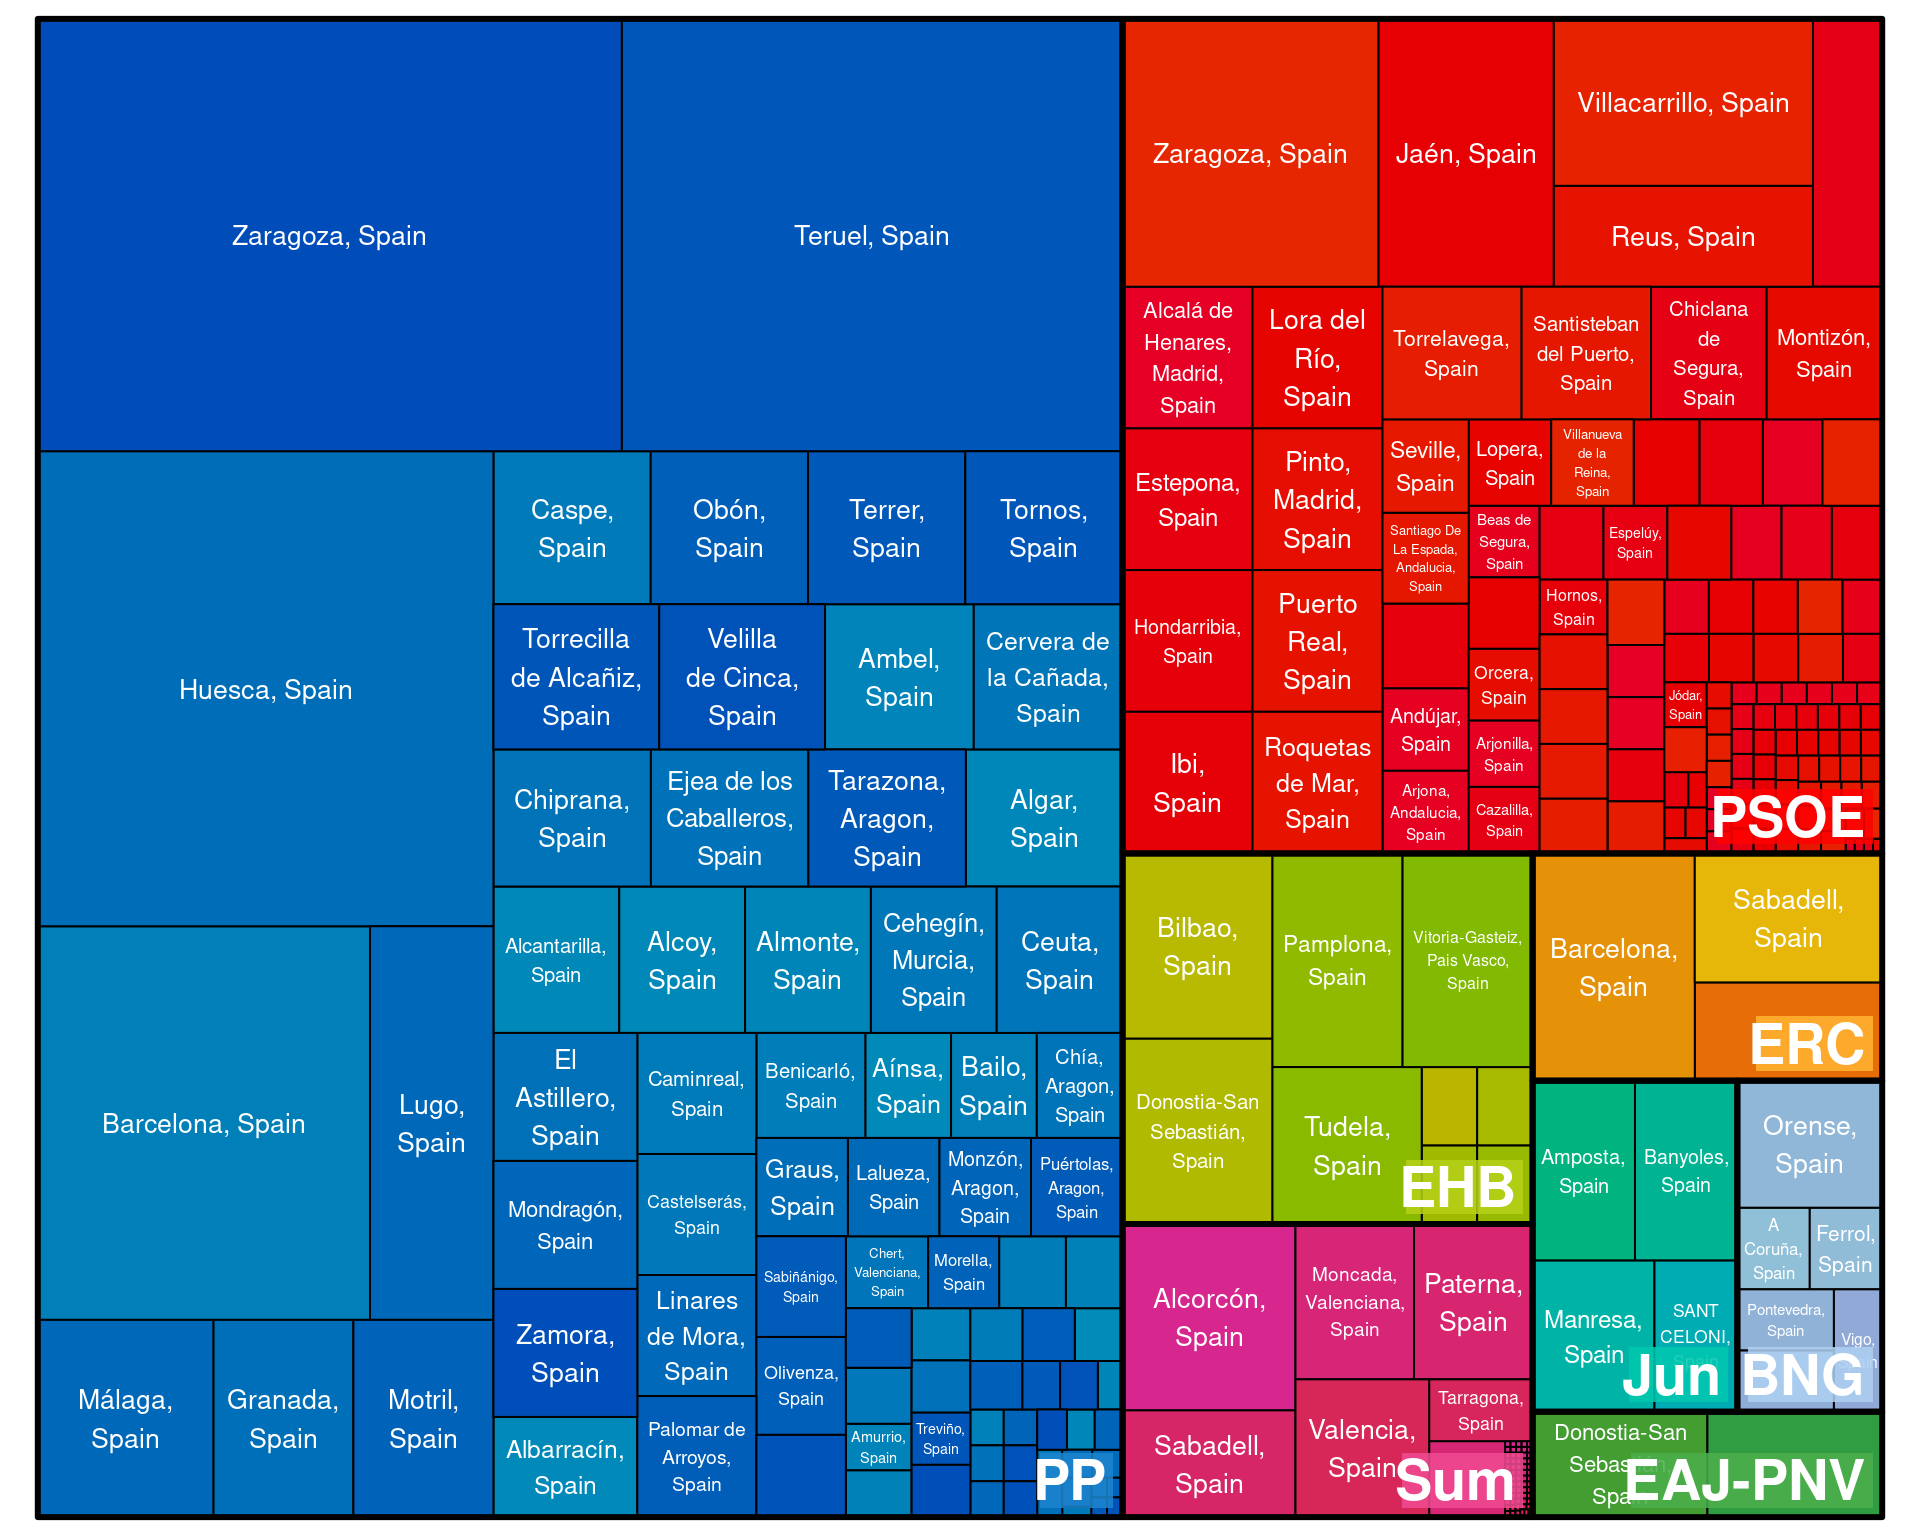 Zaragoza, Spain
Teruel, Spain
Huesca, Spain
Caspe,
Spain
Obón,
Spain
Terrer,
Spain
Tornos,
Spain
Torrecilla
de Alcañiz,
Spain
Velilla
de Cinca,
Spain
Ambel,
Spain
Cervera de
la Cañada,
Spain
Chiprana,
Spain
Ejea de los
Caballeros,
Spain
Tarazona,
Aragon,
Spain
Algar,
Spain
Alcantarilla,
Spain
Alcoy,
Spain
Almonte,
Spain
Cehegín,
Murcia,
Spain
Ceuta,
Spain
Barcelona, Spain
Lugo,
Spain
Málaga,
Spain
Granada,
Spain
Motril,
Spain
El
Astillero,
Spain
Mondragón,
Spain
Zamora,
Spain
Albarracín,
Spain
Caminreal,
Spain
Castelserás,
Spain
Linares
de Mora,
Spain
Palomar de
Arroyos,
Spain
Benicarló,
Spain
Aínsa,
Spain
Bailo,
Spain
Chía,
Aragon,
Spain
Graus,
Spain
Lalueza,
Spain
Monzón,
Aragon,
Spain
Puértolas,
Aragon,
Spain
Sabiñánigo,
Spain
Olivenza,
Spain
Chert,
Valenciana,
Spain
Morella,
Spain
Amurrio,
Spain
Treviño,
Spain
PP
Zaragoza, Spain
Jaén, Spain
Villacarrillo, Spain
Reus, Spain
Alcalá de
Henares,
Madrid,
Spain
Lora del
Río,
Spain
Estepona,
Spain
Pinto,
Madrid,
Spain
Hondarribia,
Spain
Puerto
Real,
Spain
Ibi,
Spain
Roquetas
de Mar,
Spain
Torrelavega,
Spain
Santisteban
del Puerto,
Spain
Chiclana
de
Segura,
Spain
Montizón,
Spain
Seville,
Spain
Santiago De
La Espada,
Andalucia,
Spain
Andújar,
Spain
Arjona,
Andalucia,
Spain
Lopera,
Spain
Villanueva
de la
Reina,
Spain
Beas de
Segura,
Spain
Espelúy,
Spain
Orcera,
Spain
Arjonilla,
Spain
Cazalilla,
Spain
Hornos,
Spain
Jódar,
Spain
PSOE
Bilbao,
Spain
Pamplona,
Spain
Vitoria-Gasteiz,
Pais Vasco,
Spain
Donostia-San
Sebastián,
Spain
Tudela,
Spain
EHB
Barcelona,
Spain
Sabadell,
Spain
ERC
Alcorcón,
Spain
Sabadell,
Spain
Moncada,
Valenciana,
Spain
Paterna,
Spain
Valencia,
Spain
Tarragona,
Spain
Sum
Amposta,
Spain
Banyoles,
Spain
Manresa,
Spain
SANT
CELONI,
Spain
Jun
Orense,
Spain
A
Coruña,
Spain
Ferrol,
Spain
Pontevedra,
Spain
Vigo,
Spain
BNG
Donostia-San
Sebastián,
Spain
EAJ-PNV